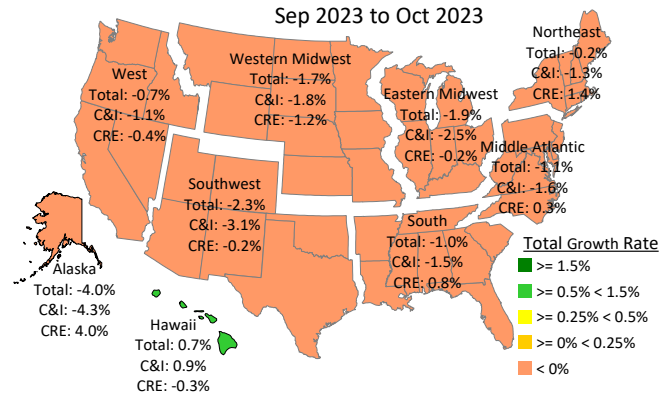 Sep 2023 to Oct 2023
Northeast
Total: -0.2%
C&I: -1.3%
CRE: 1.4%
Western Midwest
Total: -1.7%
C&I: -1.8%
CRE: -1.2%
West
Total: -0.7%
C&I: -1.1%
CRE: -0.4%
Eastern Midwest
Total: -1.9%
C&I: -2.5%
CRE: -0.2%
Middle Atlantic
Total: -1.1%
C&I: -1.6%
CRE: 0.3%
Southwest
Total: -2.3%
C&I: -3.1%
CRE: -0.2%
South
Total: -1.0%
C&I: -1.5%
CRE: 0.8%
Alaska
Total: -4.0%
C&I: -4.3%
CRE: 4.0%
Hawaii
Total: 0.7%
C&I: 0.9%
CRE: -0.3%
Total Growth Rate
>= 1.5%
>= 0.5% < 1.5%
>= 0.25% < 0.5%
>= 0% < 0.25%
< 0%